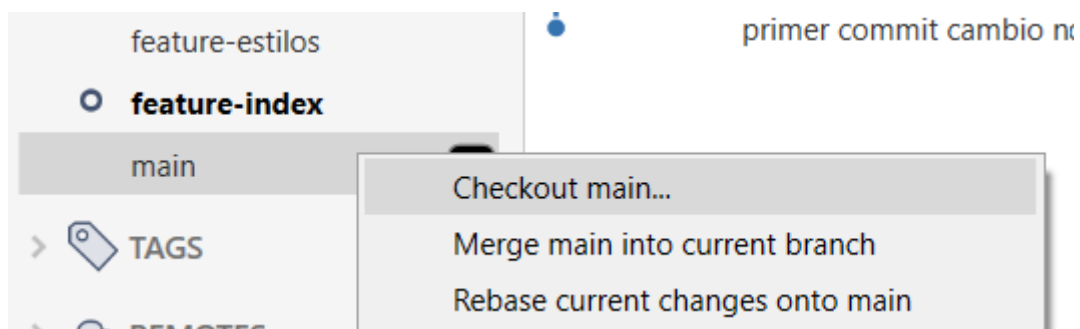 feature-estilos
primer commit cambio
feature-index
main
Checkout main...
TAGS
Merge main into current branch
Rebase current changes onto main
REMOTES